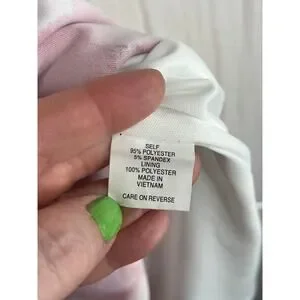 SELF
95% POLYESTER
5% SPANDEX
LINING
100% POLYESTER
MADE IN
VIETNAM
CARE ON REVERSE